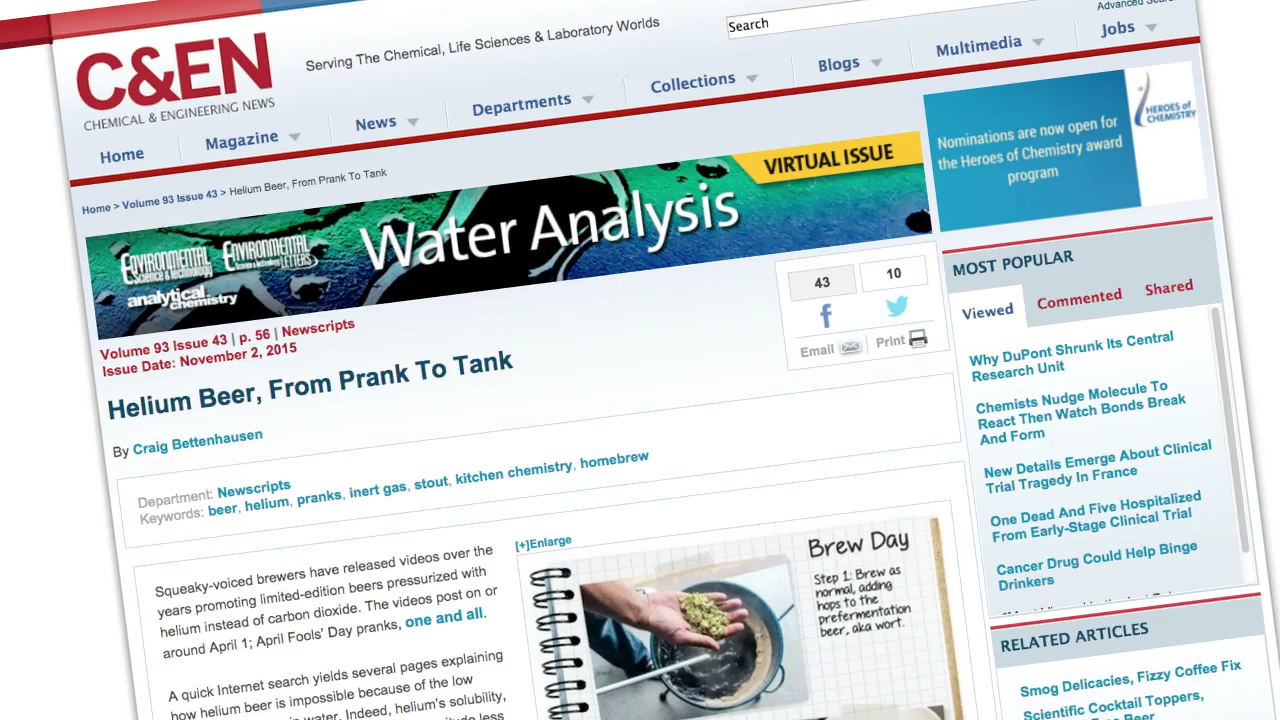 C&EN
CHEMICAL & ENGINEERING NEWS
Serving The Chemical, Life Sciences & Laboratory Worlds
Search
Home
Magazine
News
Departments
Collections
Blogs
Multimedia
Jobs
Home > Volume 93 Issue 43 > Helium Beer, From Prank To Tank
ENVIRONMENTAL
Science & Technology
ENVIRONMENTAL
Science & Technology LETTERS
analytical chemistry
Water Analysis
VIRTUAL ISSUE
Nominations are now open for
the Heroes of Chemistry award
program
HEROES of
CHEMISTRY
Volume 93 Issue 43 | p. 56 | Newscripts
Issue Date: November 2, 2015
Helium Beer, From Prank To Tank
By Craig Bettenhausen
43
10
Email
Print
Department: Newscripts
Keywords: beer, helium, pranks, inert gas, stout, kitchen chemistry, homebrew
Squeaky-voiced brewers have released videos over the
years promoting limited-edition beers pressurized with
helium instead of carbon dioxide. The videos post on or
around April 1; April Fools' Day pranks, one and all.
A quick Internet search yields several pages explaining
how helium beer is impossible because of the low
in water. Indeed, helium's solubility,
less
[+]Enlarge
Brew Day
Step 1: Brew as
normal, adding
hops to the
prefermentation
beer, aka wort.
MOST POPULAR
Viewed
Commented
Shared
Why DuPont Shrunk Its Central
Research Unit
Chemists Nudge Molecule To
React Then Watch Bonds Break
And Form
New Details Emerge About Clinical
Trial Tragedy In France
One Dead And Five Hospitalized
From Early-Stage Clinical Trial
Cancer Drug Could Help Binge
Drinkers
RELATED ARTICLES
Smog Delicacies, Fizzy Coffee Fix
Scientific Cocktail Toppers,
Beer